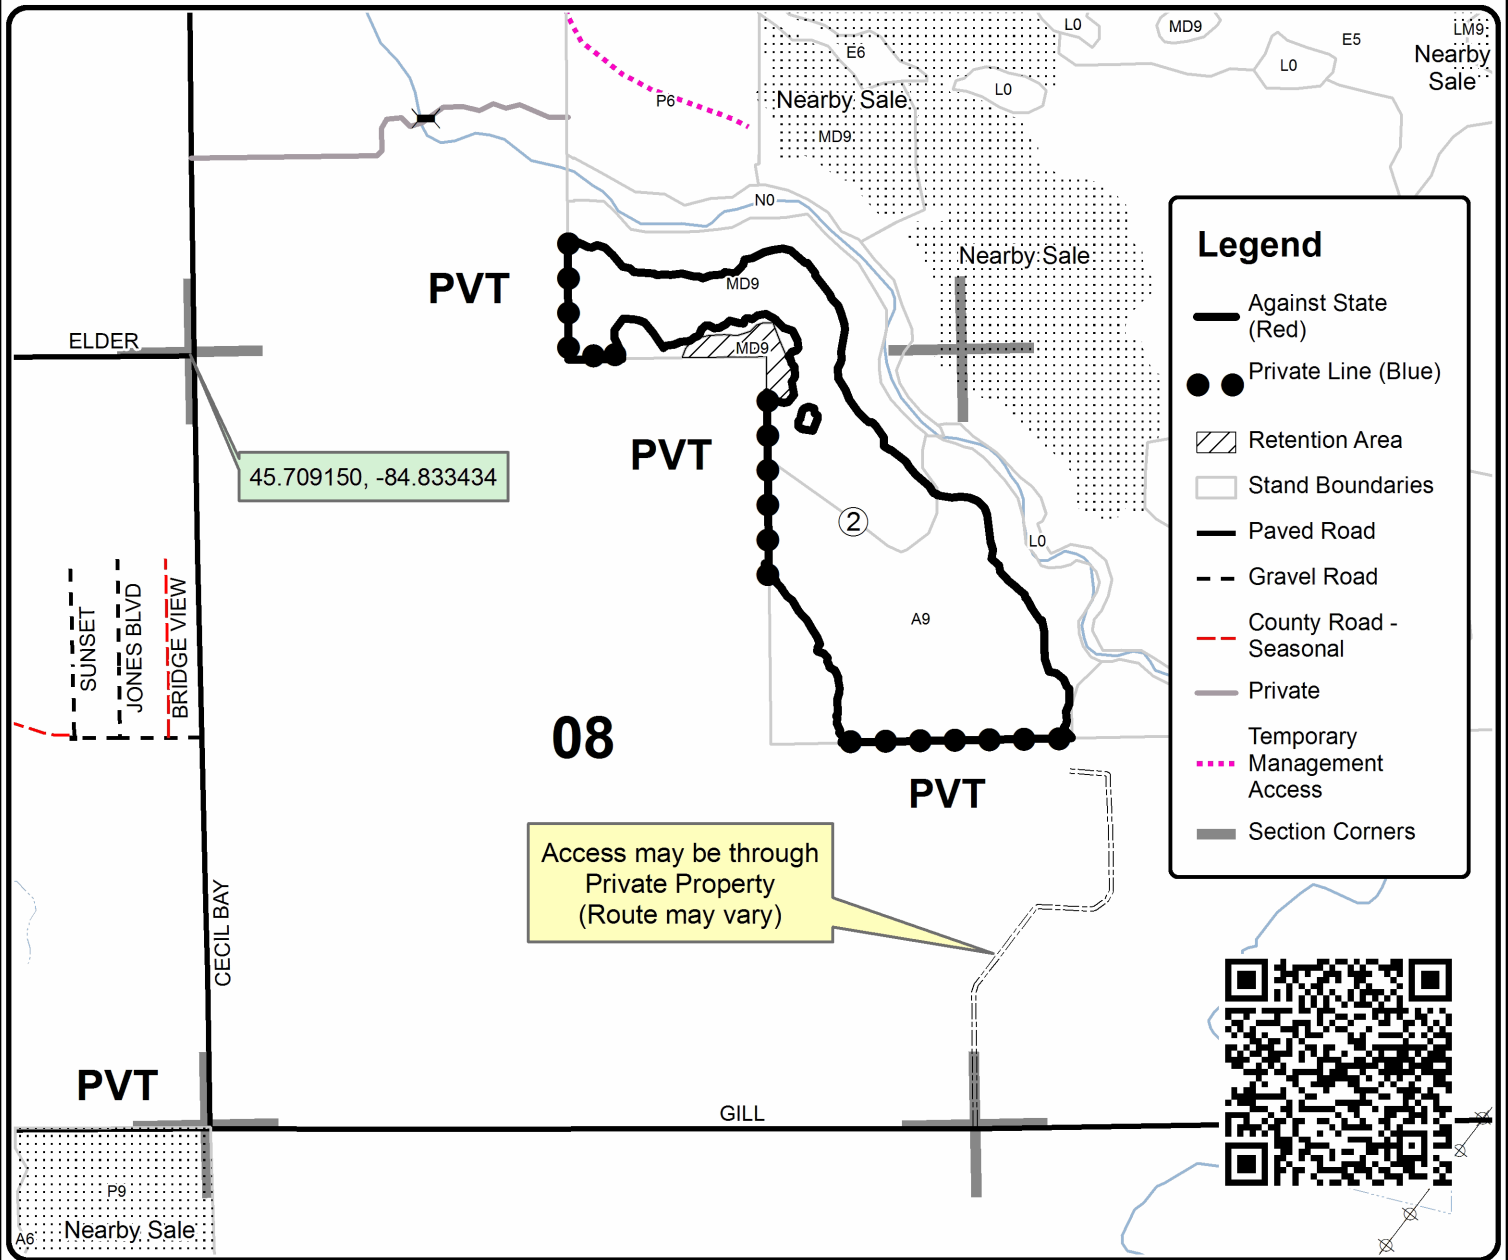 L0
MD9
E5
LM9
E6
Nearby
Sale
L0
L0
P6
Nearby Sale
MD9
N0
Nearby Sale
PVT
MD9
ELDER
MD9
PVT
45.709150, -84.833434
2
L0
SUNSET
JONES BLVD
BRIDGE VIEW
A9
08
PVT
Access may be through
Private Property
(Route may vary)
CECIL BAY
PVT
GILL
P9
Nearby Sale
A6
Legend
Against State
(Red)
Private Line (Blue)
Retention Area
Stand Boundaries
Paved Road
Gravel Road
County Road -
Seasonal
Private
Temporary
Management
Access
Section Corners